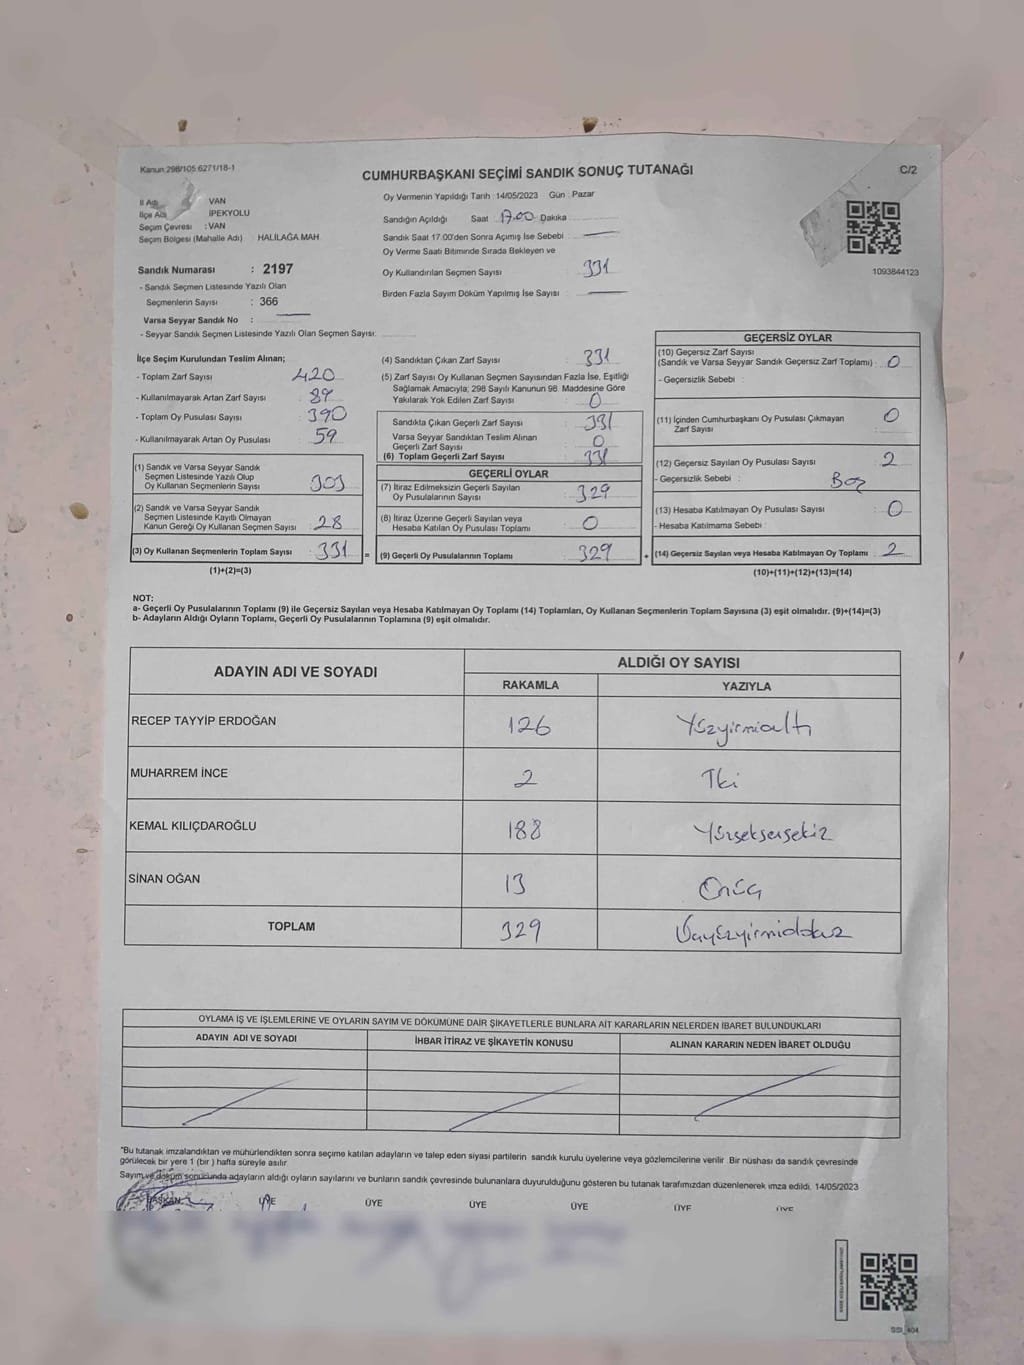 Kanun 298/105 6271/18-1
CUMHURBAŞKANI SEÇİMİ SANDIK SONUÇ TUTANAĞI
C/2
İl Adı VAN
İlçe Adı İPEKYOLU
Seçim Çevresi : VAN
Seçim Bölgesi (Mahalle Adı) HALİLAĞA MAH
Sandık Numarası : 2197
- Sandık Seçmen Listesinde Yazılı Olan
Seçmenlerin Sayısı : 366
Varsa Seyyar Sandık No :
- Seyyar Sandık Seçmen Listesinde Yazılı Olan Seçmen Sayısı:
Oy Vermenin Yapıldığı Tarih :14/05/2023 Gün : Pazar
Sandığın Açıldığı Saat : 17.00 Dakika
Sandık Saat 17.00'den Sonra Açımış İse Sebebi :
Oy Verme Saati Bitiminde Sırada Bekleyen ve
Oy Kullandırılan Seçmen Sayısı : 331
Birden Fazla Sayım Döküm Yapılmış İse Sayısı :
1093844123
İlçe Seçim Kurulundan Teslim Alınan;
- Toplam Zarf Sayısı : 420
- Kullanılmayarak Artan Zarf Sayısı : 89
- Toplam Oy Pusulası Sayısı : 390
- Kullanılmayarak Artan Oy Pusulası : 59
(1) Sandık ve Varsa Seyyar Sandık
Seçmen Listesinde Yazılı Olup
Oy Kullanan Seçmenlerin Sayısı : 303
(2) Sandık ve Varsa Seyyar Sandık
Seçmen Listesinde Kayıtlı Olmayan
Kanun Gereği Oy Kullanan Seçmen Sayısı : 28
(3) Oy Kullanan Seçmenlerin Toplam Sayısı : 331 =
(1)+(2)=(3)
(4) Sandıktan Çıkan Zarf Sayısı : 331
(5) Zarf Sayısı Oy Kullanan Seçmen Sayısından Fazla İse, Eşitliği
Sağlamak Amacıyla, 298 Sayılı Kanunun 98. Maddesine Göre
Yakılarak Yok Edilen Zarf Sayısı : 0
Sandıkta Çıkan Geçerli Zarf Sayısı : 331
Varsa Seyyar Sandıktan Teslim Alınan
Geçerli Zarf Sayısı : 0
(6) Toplam Geçerli Zarf Sayısı : 331
GEÇERLİ OYLAR
(7) İtiraz Edilmeksizin Geçerli Sayılan
Oy Pusulalarının Sayısı : 329
(8) İtiraz Üzerine Geçerli Sayılan veya
Hesaba Katılan Oy Pusulası Toplamı : 0
(9) Geçerli Oy Pusulalarının Toplamı : 329 +
GEÇERSİZ OYLAR
(10) Geçersiz Zarf Sayısı
(Sandık ve Varsa Seyyar Sandık Geçersiz Zarf Toplamı) : 0
- Geçersizlik Sebebi :
(11) İçinden Cumhurbaşkanı Oy Pusulası Çıkmayan
Zarf Sayısı : 0
(12) Geçersiz Sayılan Oy Pusulası Sayısı : 2
- Geçersizlik Sebebi : Boş
(13) Hesaba Katılmayan Oy Pusulası Sayısı : 0
- Hesaba Katılmama Sebebi :
(14) Geçersiz Sayılan veya Hesaba Katılmayan Oy Toplamı : 2
(10)+(11)+(12)+(13)=(14)
NOT:
a- Geçerli Oy Pusulalarının Toplamı (9) ile Geçersiz Sayılan veya Hesaba Katılmayan Oy Toplamı (14) Toplamları, Oy Kullanan Seçmenlerin Toplam Sayısına (3) eşit olmalıdır. (9)+(14)=(3)
b- Adayların Aldığı Oyların Toplamı, Geçerli Oy Pusulalarının Toplamına (9) eşit olmalıdır.
ADAYIN ADI VE SOYADI
ALDIĞI OY SAYISI
RAKAMLA YAZIYLA
RECEP TAYYİP ERDOĞAN 126 Yüzyirmialtı
MUHARREM İNCE 2 İki
KEMAL KILIÇDAROĞLU 188 Yüzseksensekiz
SİNAN OĞAN 13 Onüç
TOPLAM 329 Üçyüzyirmidokuz
OYLAMA İŞ VE İŞLEMLERİNE VE OYLARIN SAYIM VE DÖKÜMÜNE DAİR ŞİKAYETLERLE BUNLARA AİT KARARLARIN NELERDEN İBARET BULUNDUKLARI
ADAYIN ADI VE SOYADI İHBAR İTİRAZ VE ŞİKAYETİN KONUSU ALINAN KARARIN NEDEN İBARET OLDUĞU
*Bu tutanak imzalandıktan ve mühürlendikten sonra seçime katılan adayların ve talep eden siyasi partilerin sandık kurulu üyelerine veya gözlemcilerine verilir. Bir nüshası da sandık çevresinde
görülecek bir yere 1 (bir ) hafta süreyle asılır.
Sayım ve döküm sonucunda adayların aldığı oyların sayılarını ve bunların sandık çevresinde bulunanlara duyurulduğunu gösteren bu tutanak tarafımızdan düzenlenerek imza edildi. 14/05/2023
BAŞKAN ÜYE ÜYE ÜYE ÜYE ÜYE ÜYE